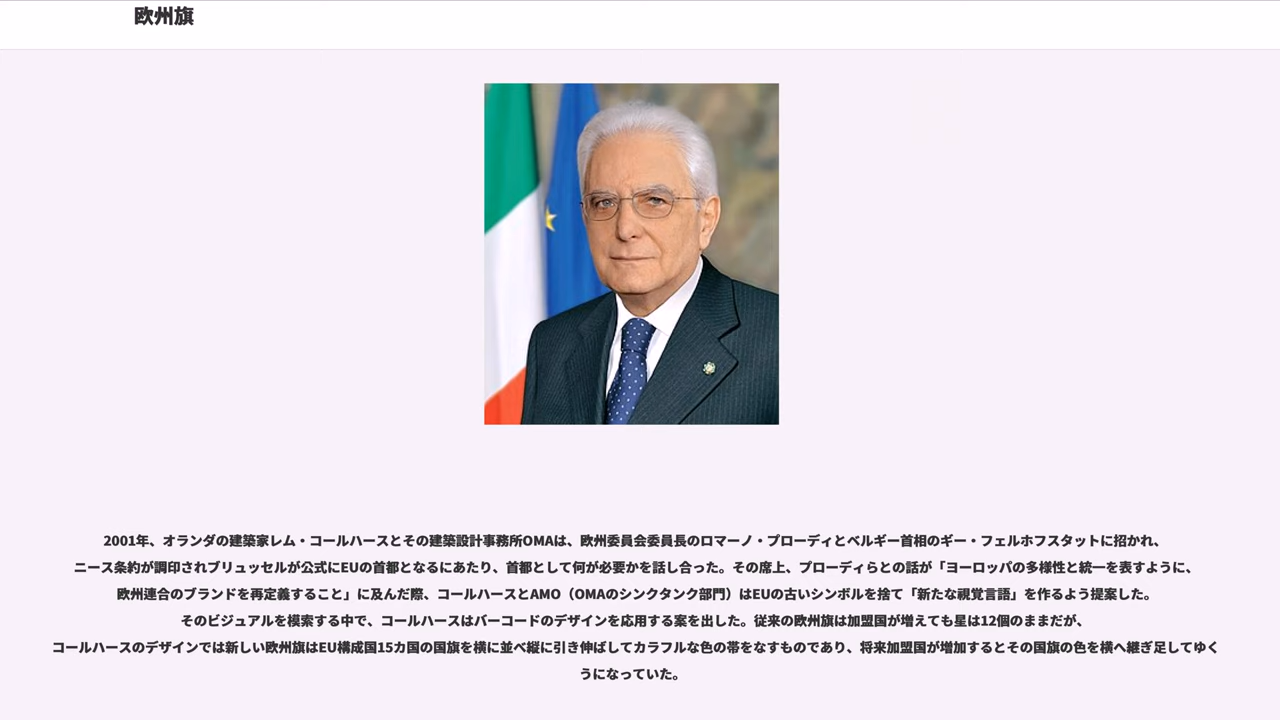 欧州旗
2001年、オランダの建築家レム・コールハースとその建築設計事務所OMAは、欧州委員会委員長のロマーノ・プローディとベルギー首相のギー・フェルホフスタットに招かれ、
ニース条約が調印されブリュッセルが公式にEUの首都となるにあたり、首都として何が必要かを話し合った。その席上、プローディらとの話が「ヨーロッパの多様性と統一を表すように、
欧州連合のブランドを再定義すること」に及んだ際、コールハースとAMO（OMAのシンクタンク部門）はEUの古いシンボルを捨て「新たな視覚言語」を作るよう提案した。
そのビジュアルを模索する中で、コールハースはバーコードのデザインを応用する案を出した。従来の欧州旗は加盟国が増えても星は12個のままだが、
コールハースのデザインでは新しい欧州旗はEU構成国15カ国の国旗を横に並べ縦に引き伸ばしてカラフルな色の帯をなすものであり、将来加盟国が増加するとその国旗の色を横へ継ぎ足してゆく
うになっていた。